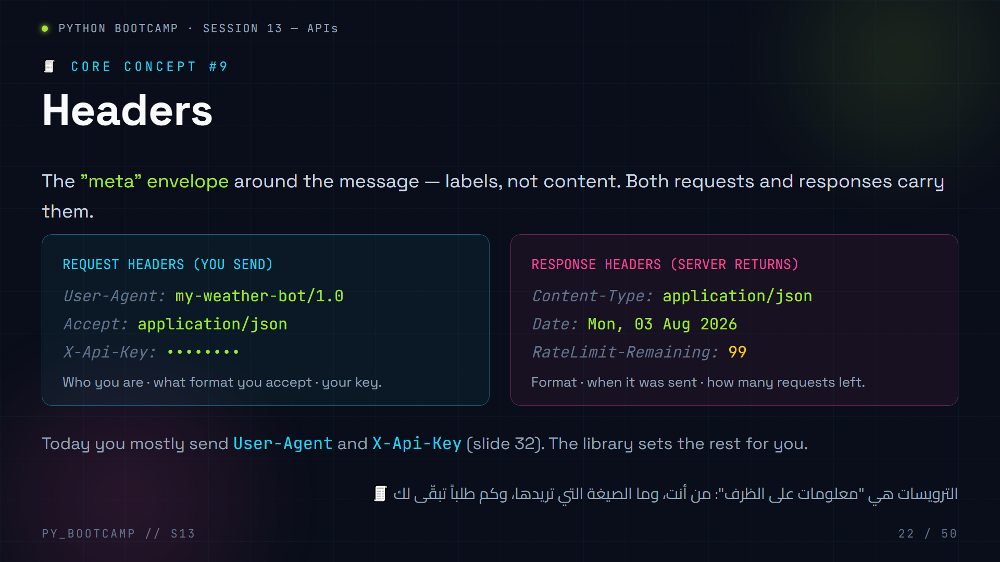 PYTHON BOOTCAMP · SESSION 13 — APIs
📜 CORE CONCEPT #9
Headers
The ”meta” envelope around the message — labels, not content. Both requests and responses carry
them.
REQUEST HEADERS (YOU SEND)
User-Agent: my-weather-bot/1.0
Accept: application/json
X-Api-Key: ••••••••
Who you are · what format you accept · your key.
RESPONSE HEADERS (SERVER RETURNS)
Content-Type: application/json
Date: Mon, 03 Aug 2026
RateLimit-Remaining: 99
Format · when it was sent · how many requests left.
Today you mostly send User-Agent and X-Api-Key (slide 32). The library sets the rest for you.
الترويسات هي "معلومات على الظرف": من أنت، وما الصيغة التي تريدها، وكم طلباً تبقّى لك 📜
PY_BOOTCAMP // S13
22 / 50